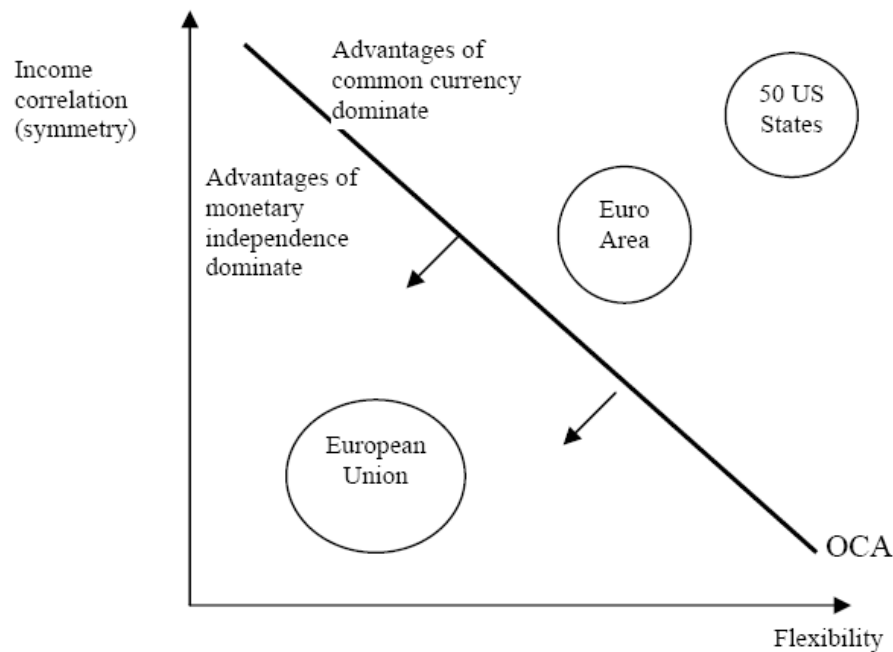 Income
correlation
(symmetry)
Advantages of
common currency
dominate
50 US
States
Advantages of
monetary
independence
dominate
Euro
Area
European
Union
OCA
Flexibility